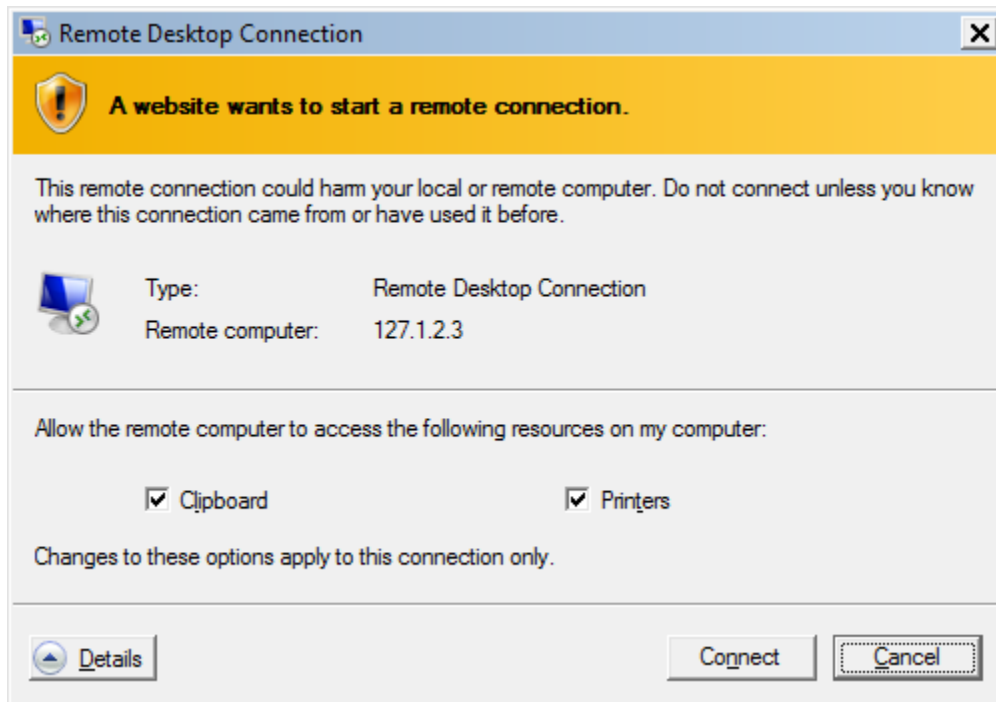 Remote Desktop Connection
A website wants to start a remote connection.
This remote connection could harm your local or remote computer. Do not connect unless you know
where this connection came from or have used it before.
Type: Remote Desktop Connection
Remote computer: 127.1.2.3
Allow the remote computer to access the following resources on my computer:
Clipboard Printers
Changes to these options apply to this connection only.
Details Connect Cancel